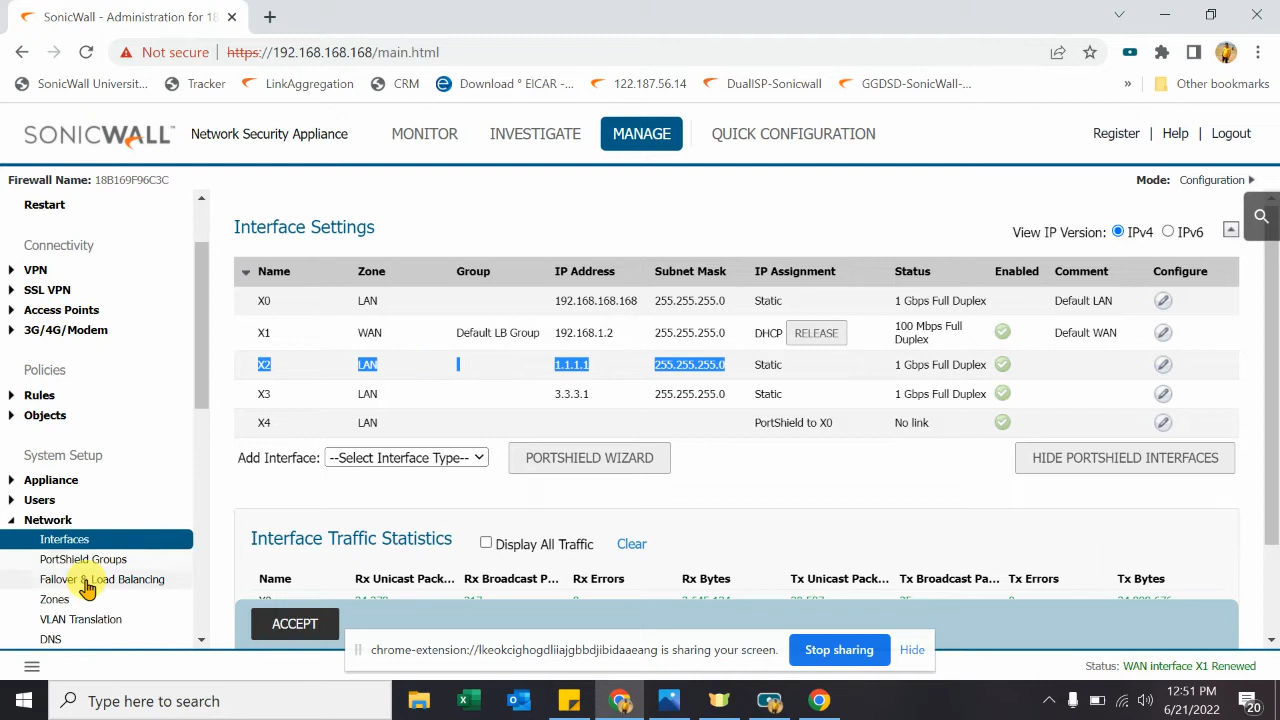 SonicWall - Administration for 18
Not secure
https://192.168.168.168/main.html
SonicWall Universit...
Tracker
LinkAggregation
CRM
Download ° EICAR -...
122.187.56.14
DualISP-Sonicwall
GGDSD-SonicWall-...
»
Other bookmarks
SONICWALL
Network Security Appliance
MONITOR
INVESTIGATE
MANAGE
QUICK CONFIGURATION
Register | Help | Logout
Firewall Name: 18B169F96C3C
Mode: Configuration
Restart
Connectivity
VPN
SSL VPN
Access Points
3G/4G/Modem
Policies
Rules
Objects
System Setup
Appliance
Users
Network
Interfaces
PortShield Groups
Failover & Load Balancing
Zones
VLAN Translation
DNS
Interface Settings
View IP Version: IPv4 IPv6
Name Zone Group IP Address Subnet Mask IP Assignment Status Enabled Comment Configure
X0 LAN 192.168.168.168 255.255.255.0 Static 1 Gbps Full Duplex Default LAN
X1 WAN Default LB Group 192.168.1.2 255.255.255.0 DHCP RELEASE 100 Mbps Full Default WAN
Duplex
X2 LAN 1.1.1.1 255.255.255.0 Static 1 Gbps Full Duplex
X3 LAN 3.3.3.1 255.255.255.0 Static 1 Gbps Full Duplex
X4 LAN PortShield to X0 No link
Add Interface: --Select Interface Type-- PORTSHIELD WIZARD HIDE PORTSHIELD INTERFACES
Interface Traffic Statistics
Display All Traffic Clear
Name Rx Unicast Pack... Rx Broadcast P... Rx Errors Rx Bytes Tx Unicast Pack... Tx Broadcast Pa... Tx Errors Tx Bytes
ACCEPT
chrome-extension://lkeokcighogdliiajgbbdjibidaaeang is sharing your screen.
Stop sharing
Hide
Status: WAN interface X1 Renewed
Type here to search
12:51 PM
6/21/2022
20